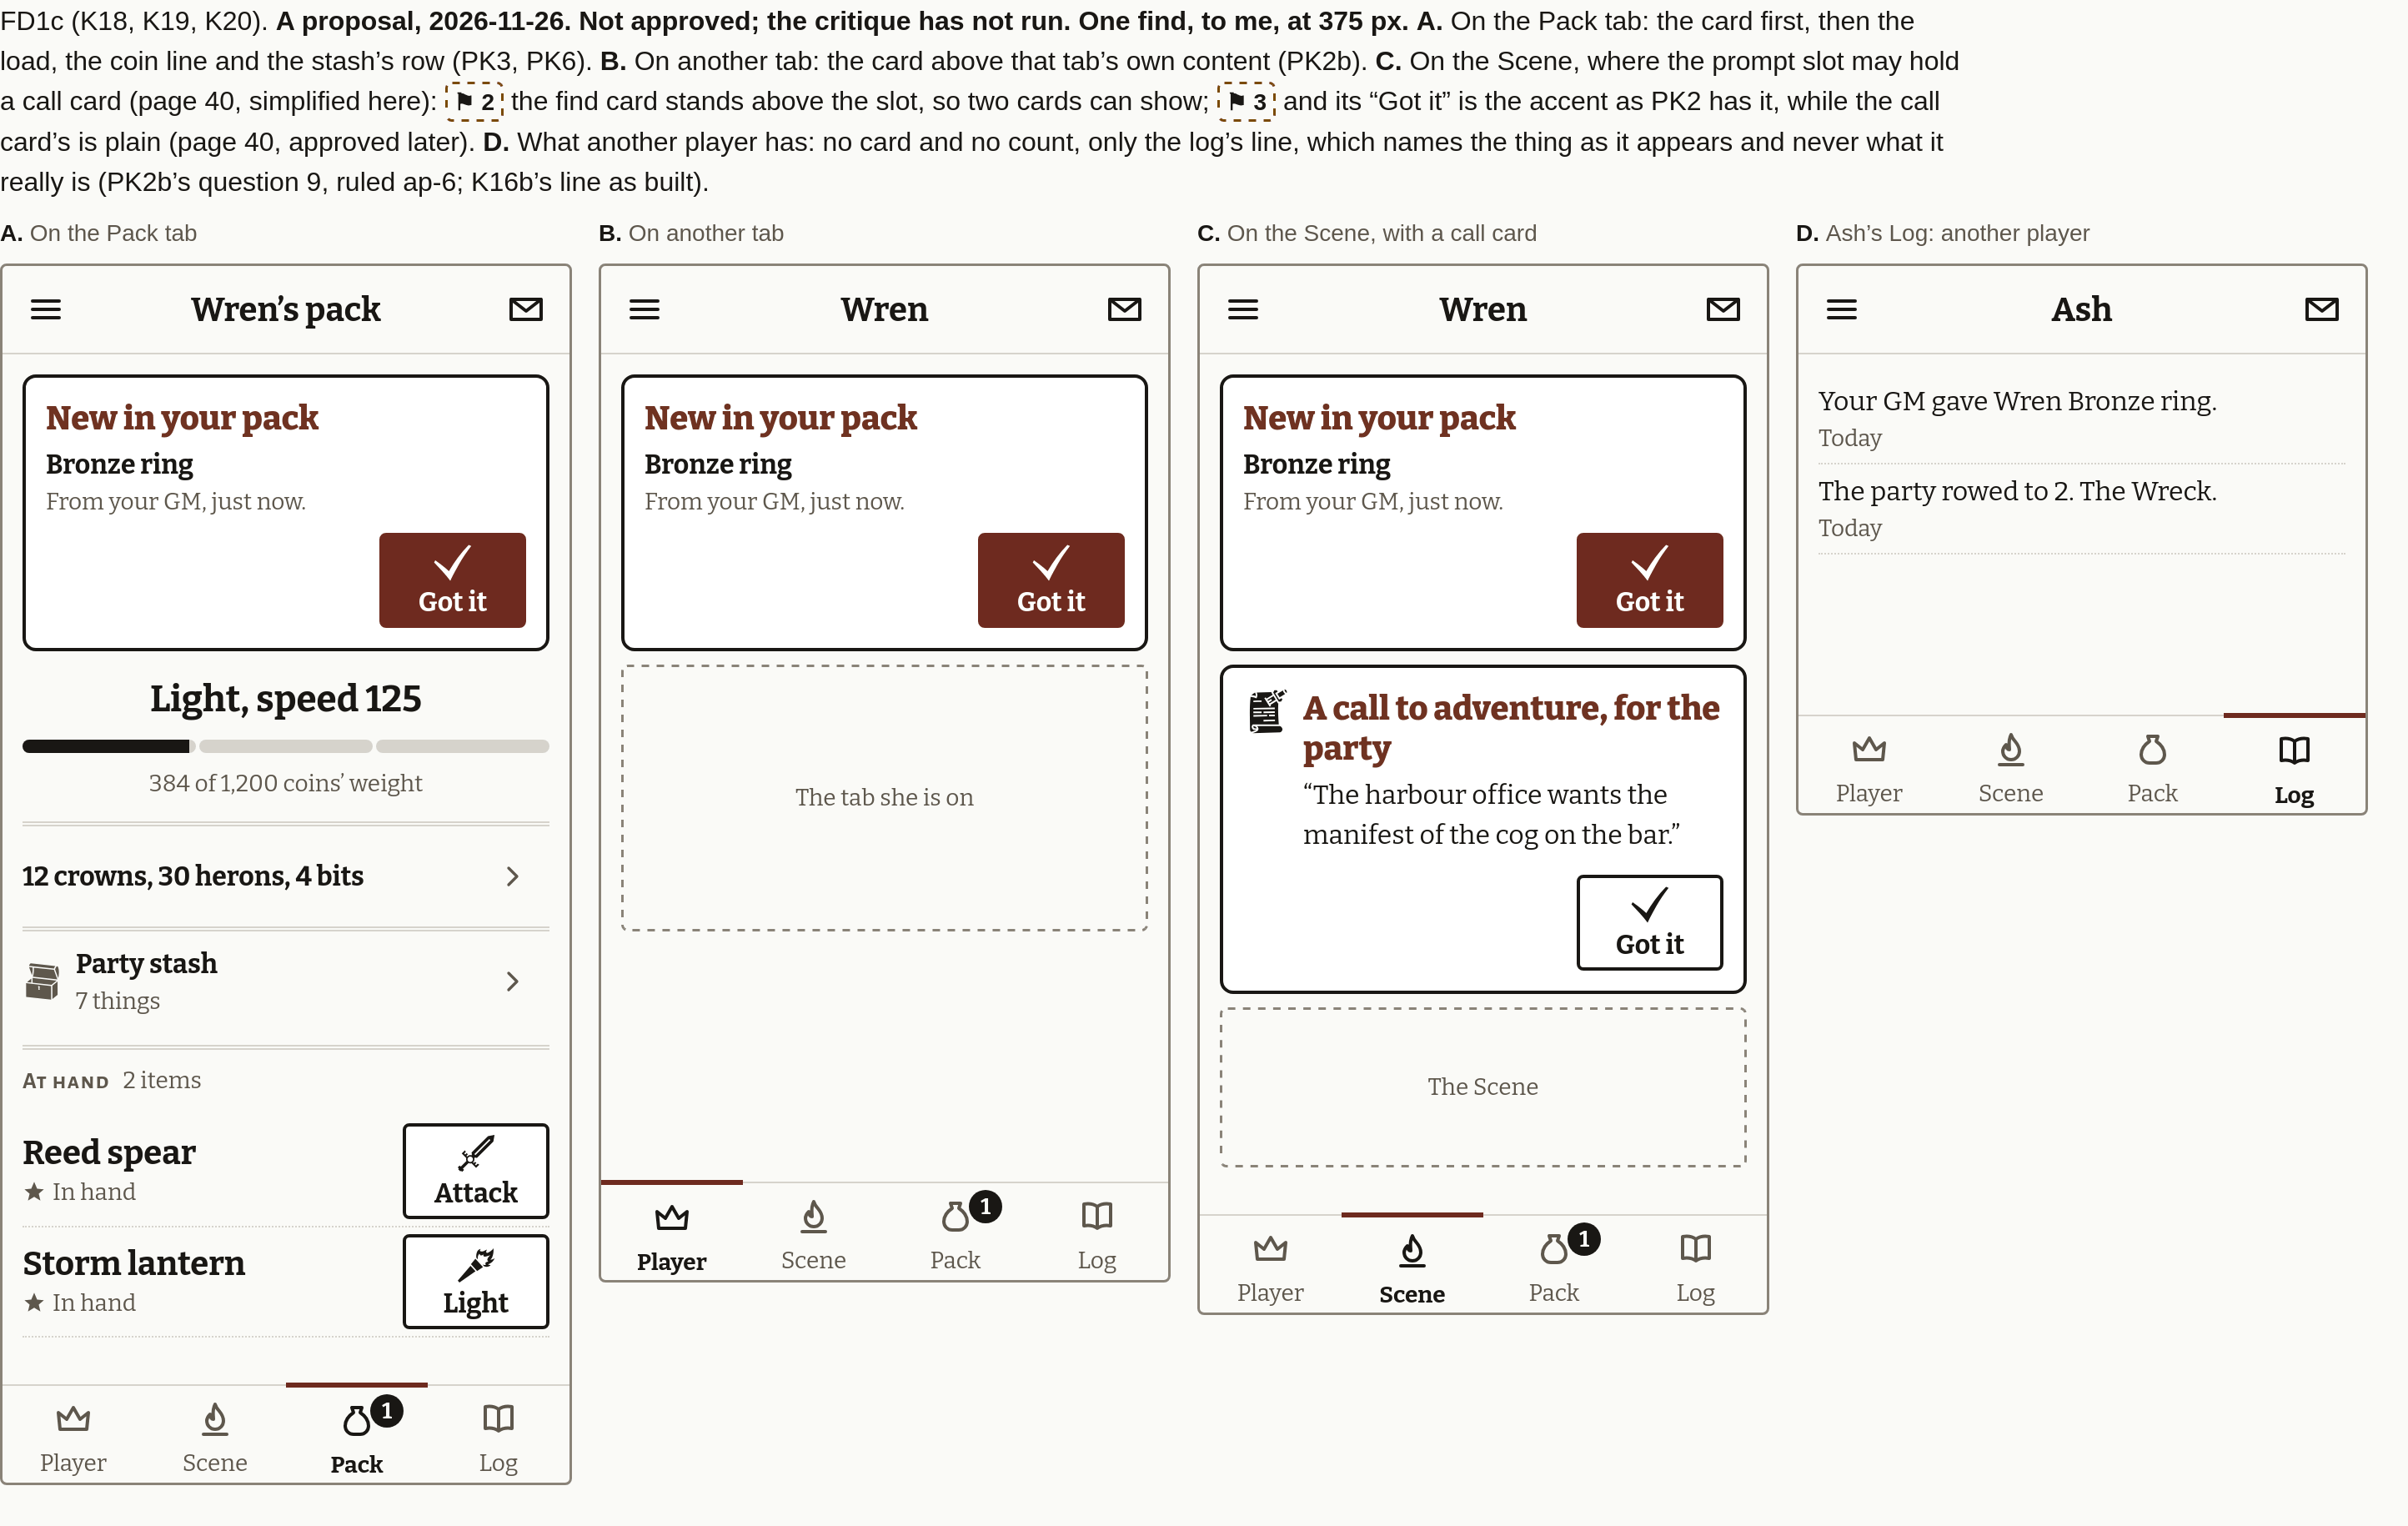 FD1c (K18, K19, K20). A proposal, 2026-11-26. Not approved; the critique has not run. One find, to me, at 375 px. A. On the Pack tab: the card first, then the
load, the coin line and the stash’s row (PK3, PK6). B. On another tab: the card above that tab’s own content (PK2b). C. On the Scene, where the prompt slot may hold
a call card (page 40, simplified here): ⚑ 2 the find card stands above the slot, so two cards can show; ⚑ 3 and its “Got it” is the accent as PK2 has it, while the call
card’s is plain (page 40, approved later). D. What another player has: no card and no count, only the log’s line, which names the thing as it appears and never what it
really is (PK2b’s question 9, ruled ap-6; K16b’s line as built).
A. On the Pack tab
Wren’s pack
New in your pack
Bronze ring
From your GM, just now.
Got it
Light, speed 125
384 of 1,200 coins’ weight
12 crowns, 30 herons, 4 bits
Party stash
7 things
AT HAND 2 items
Reed spear
★ In hand
Attack
Storm lantern
★ In hand
Light
1
Player Scene Pack Log
B. On another tab
Wren
New in your pack
Bronze ring
From your GM, just now.
Got it
The tab she is on
1
Player Scene Pack Log
C. On the Scene, with a call card
Wren
New in your pack
Bronze ring
From your GM, just now.
Got it
A call to adventure, for the
party
“The harbour office wants the
manifest of the cog on the bar.”
Got it
The Scene
1
Player Scene Pack Log
D. Ash’s Log: another player
Ash
Your GM gave Wren Bronze ring.
Today
The party rowed to 2. The Wreck.
Today
Player Scene Pack Log